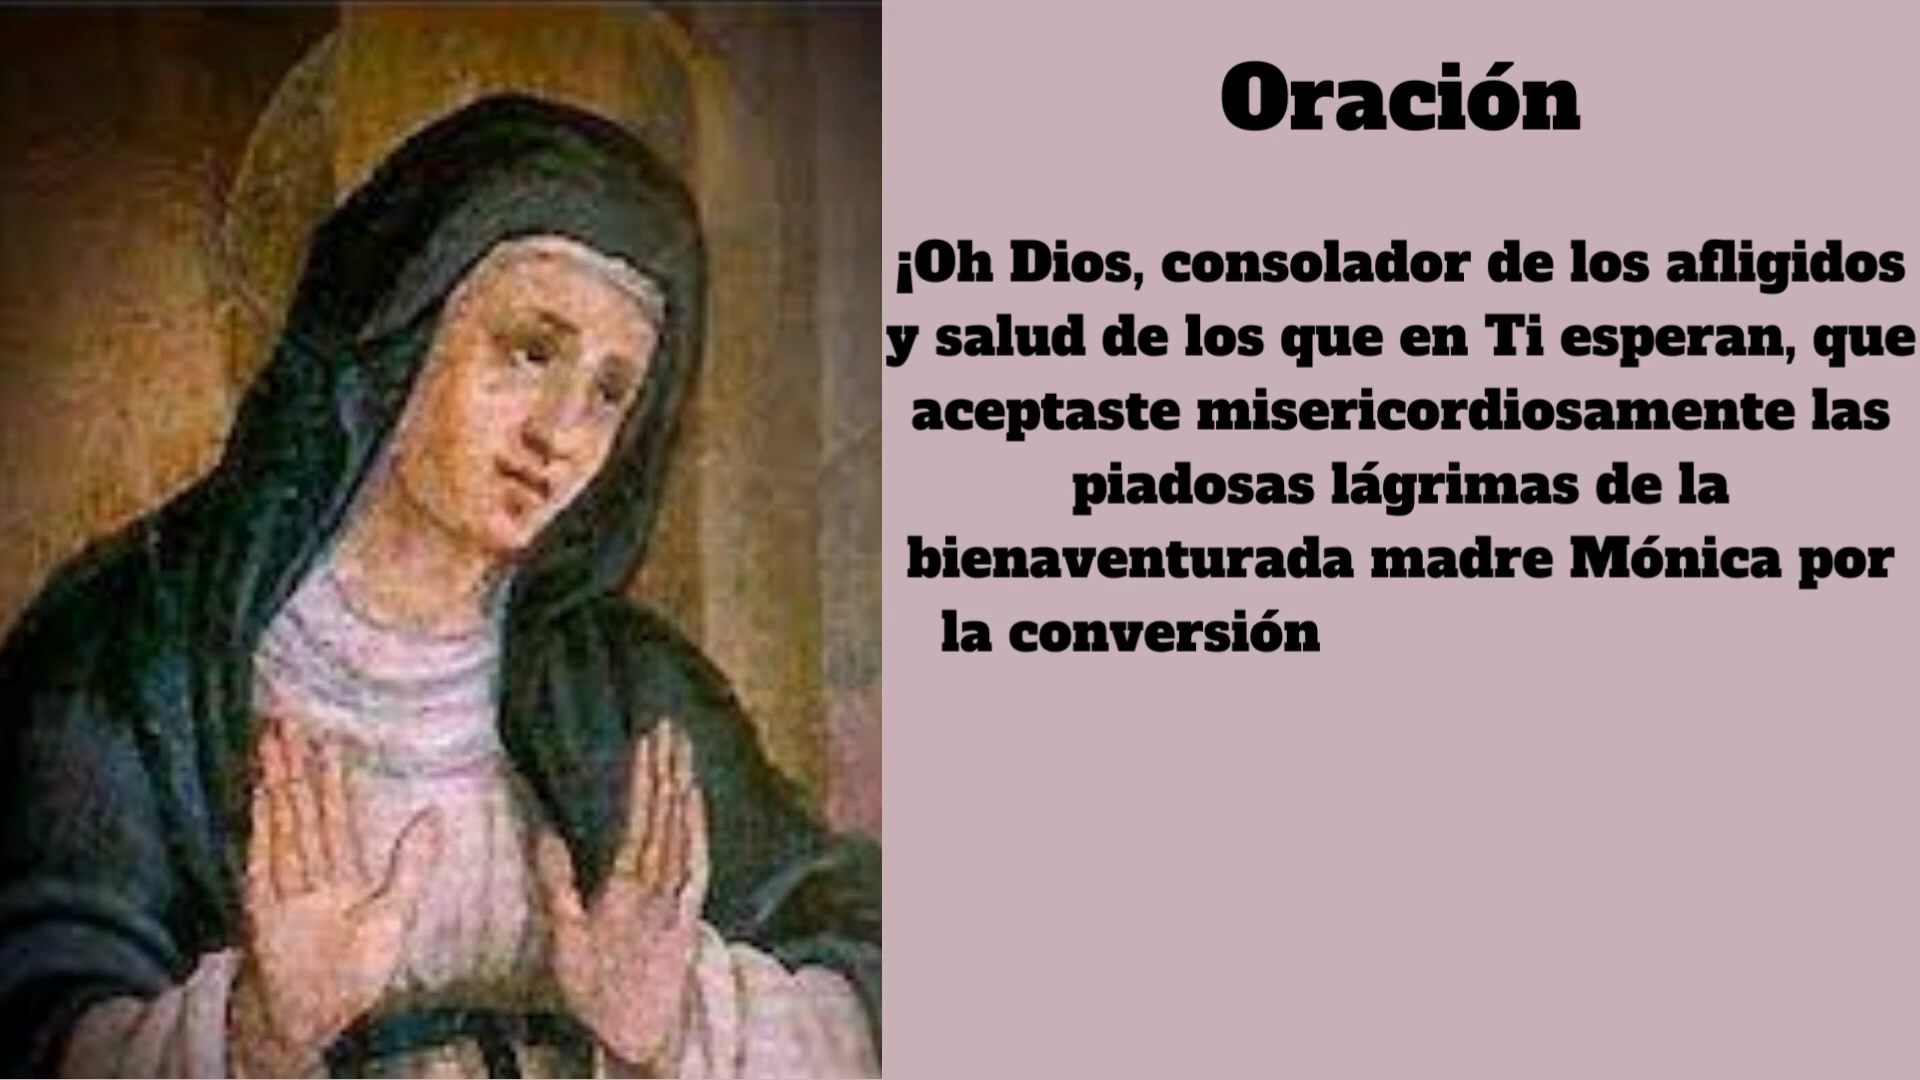 Oración
¡Oh Dios, consolador de los afligidos
y salud de los que en Ti esperan, que
aceptaste misericordiosamente las
piadosas lágrimas de la
bienaventurada madre Mónica por
la conversión